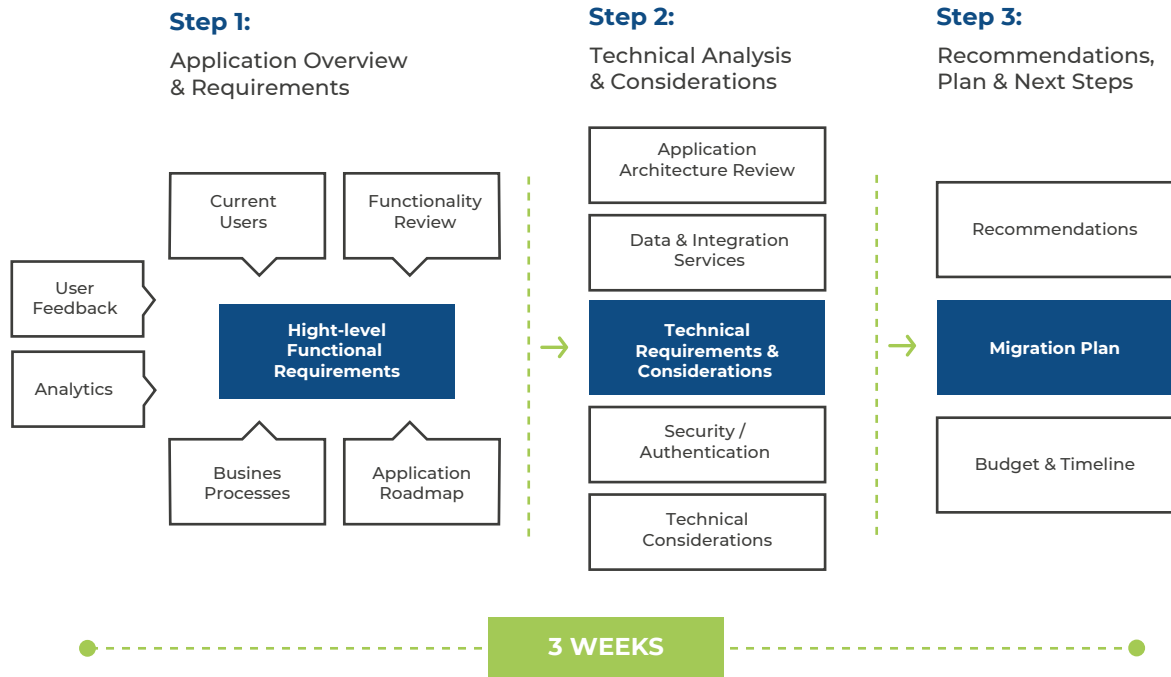 Step 1:
Application Overview
& Requirements
Step 2:
Technical Analysis
& Considerations
Step 3:
Recommendations,
Plan & Next Steps
User
Feedback
Analytics
Current
Users
Functionality
Review
Hight-level
Functional
Requirements
Busines
Processes
Application
Roadmap
Application
Architecture Review
Data & Integration
Services
Technical
Requirements &
Considerations
Security /
Authentication
Technical
Considerations
Recommendations
Migration Plan
Budget & Timeline
3 WEEKS